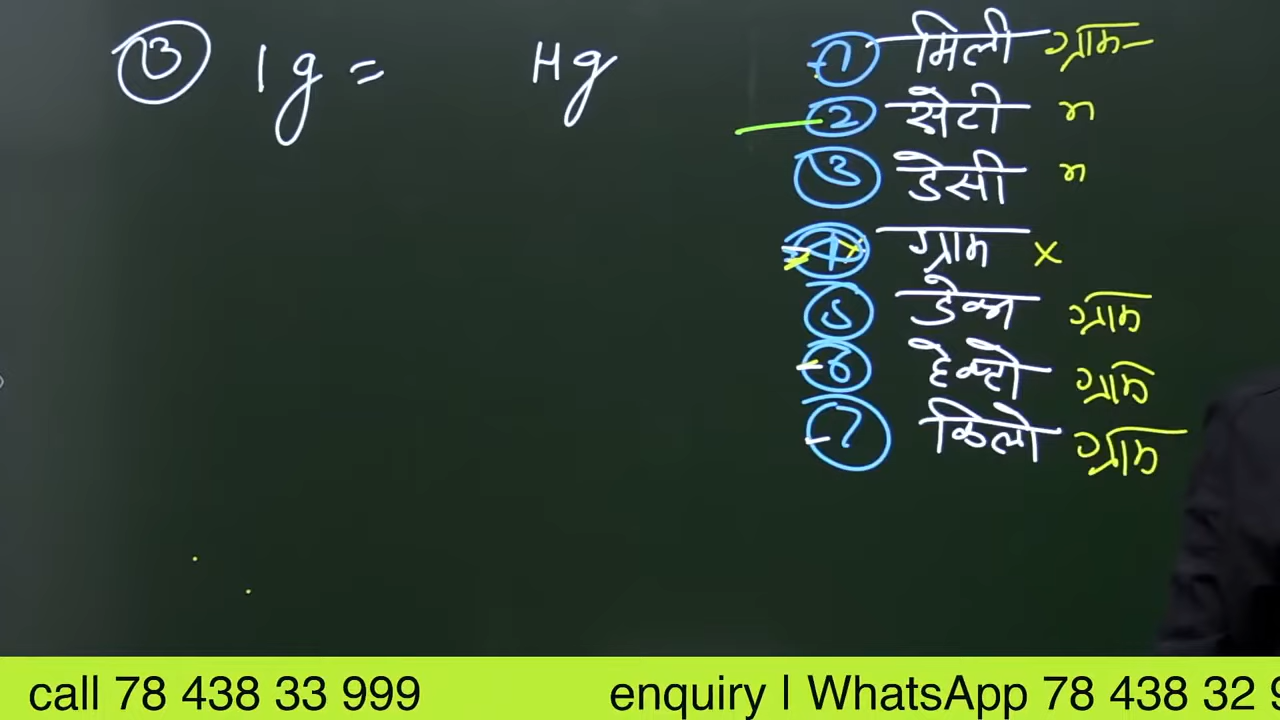 ③ 1g = Hg
① मिली ग्राम
② सेटी "
③ डेसी "
④ ग्राम ×
⑤ डेका ग्राम
⑥ हेक्टो ग्राम
⑦ किलो ग्राम
call 78 438 33 999 enquiry I WhatsApp 78 438 32 9